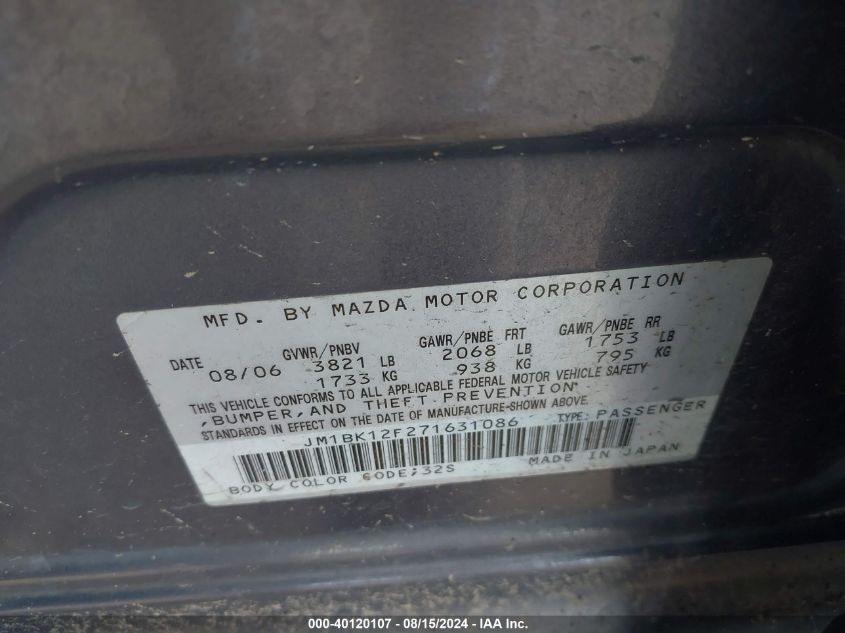 MFD. BY MAZDA MOTOR CORPORATION
DATE 08/06 GVWR/PNBV 3821 LB 1733 KG GAWR/PNBE FRT 2068 LB 938 KG GAWR/PNBE RR 1753 LB 795 KG
THIS VEHICLE CONFORMS TO ALL APPLICABLE FEDERAL MOTOR VEHICLE SAFETY
,BUMPER,AND THEFT PREVENTION
STANDARDS IN EFFECT ON THE DATE OF MANUFACTURE-SHOWN ABOVE.
JM1BK12F271631086 TYPE: PASSENGER
MADE IN JAPAN
BODY COLOR CODE;32S
000-40120107 - 08/15/2024 - IAA Inc.